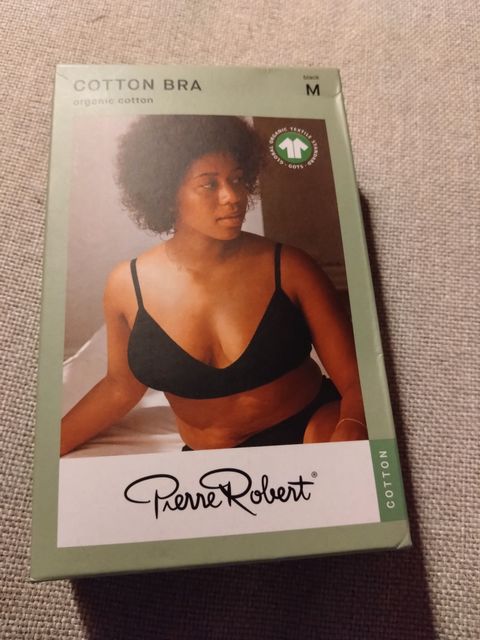 COTTON BRA
organic cotton
black
M
GLOBAL ORGANIC TEXTILE STANDARD
· GOTS ·
Pierre Robert®
COTTON